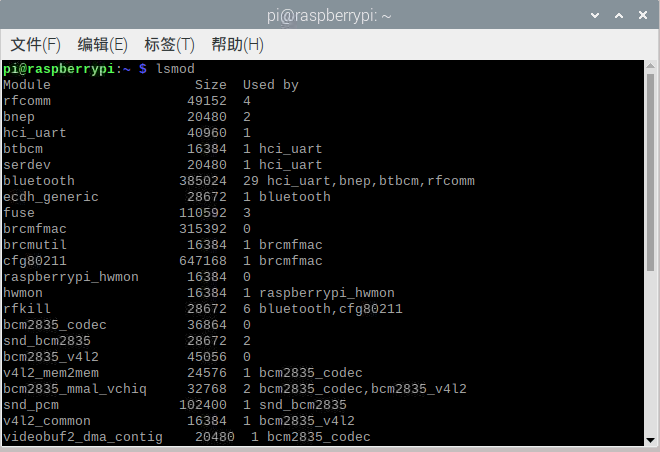 pi@raspberrypi: ~
文件(F) 编辑(E) 标签(T) 帮助(H)
pi@raspberrypi:~ $ lsmod
Module                  Size  Used by
rfcomm                 49152  4
bnep                   20480  2
hci_uart               40960  1
btbcm                  16384  1 hci_uart
serdev                 20480  1 hci_uart
bluetooth             385024  29 hci_uart,bnep,btbcm,rfcomm
ecdh_generic           28672  1 bluetooth
fuse                  110592  3
brcmfmac              315392  0
brcmutil               16384  1 brcmfmac
cfg80211              647168  1 brcmfmac
raspberrypi_hwmon      16384  0
hwmon                  16384  1 raspberrypi_hwmon
rfkill                 28672  6 bluetooth,cfg80211
bcm2835_codec          36864  0
snd_bcm2835            28672  2
bcm2835_v4l2           45056  0
v4l2_mem2mem           24576  1 bcm2835_codec
bcm2835_mmal_vchiq     32768  2 bcm2835_codec,bcm2835_v4l2
snd_pcm               102400  1 snd_bcm2835
v4l2_common            16384  1 bcm2835_v4l2
videobuf2_dma_contig    20480  1 bcm2835_codec